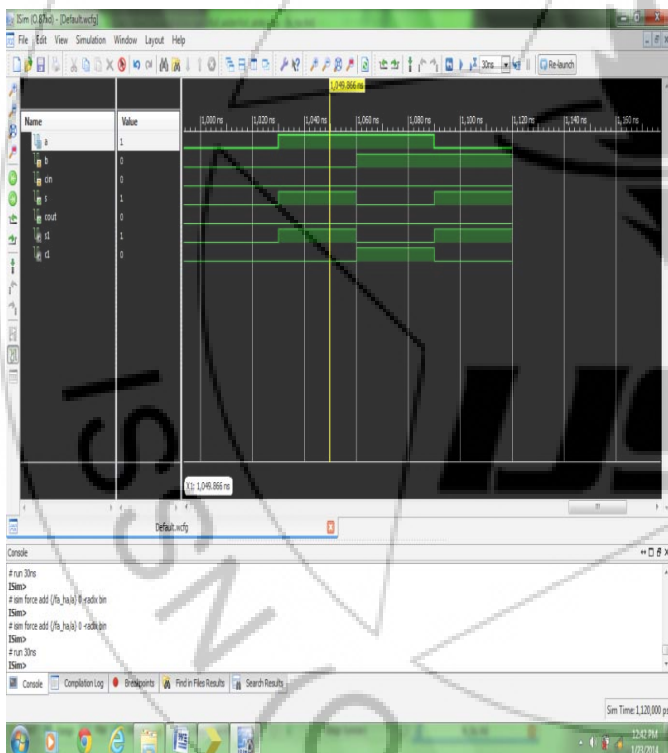 ISim (O.87xd) - [Default.wcfg]
File Edit View Simulation Window Layout Help
30ns Re-launch
1,049.866 ns
Name Value
1,000 ns 1,020 ns 1,040 ns 1,060 ns 1,080 ns 1,100 ns 1,120 ns 1,140 ns 1,160 ns
a 1
b 0
cin 0
s 1
cout 0
s1 1
c1 0
X1: 1,049.866 ns
Default.wcfg
Console
# run 30ns
ISim>
# isim force add {/fa_ha/a} 0 -radix bin
ISim>
# isim force add {/fa_ha/a} 0 -radix bin
ISim>
# run 30ns
ISim>
Console Compilation Log Breakpoints Find in Files Results Search Results
Sim Time: 1,120,000 ps
12:42 PM
1/23/2014
ISSN